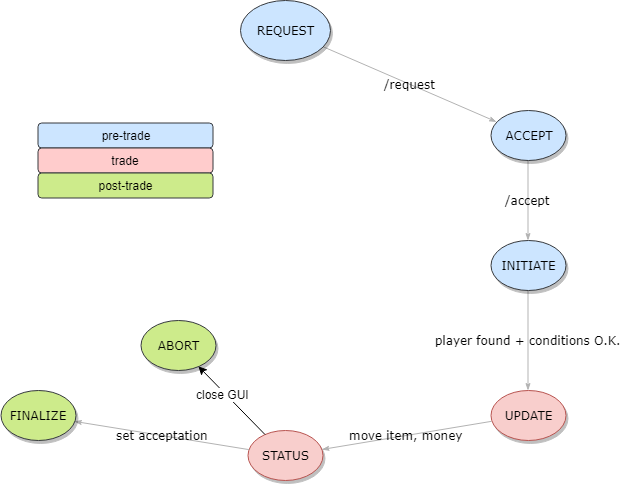 REQUEST
/request
pre-trade
trade
post-trade
ACCEPT
/accept
INITIATE
player found + conditions O.K.
ABORT
close GUI
FINALIZE
UPDATE
set acceptation
move item, money
STATUS